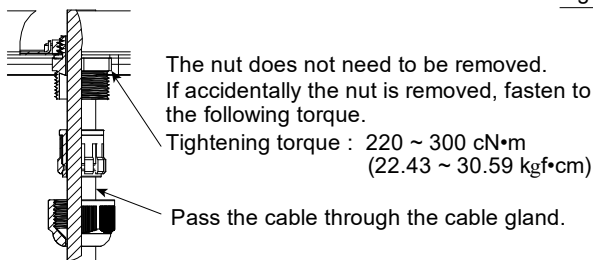 The nut does not need to be removed.
If accidentally the nut is removed, fasten to
the following torque.
Tightening torque : 220 ~ 300 cN•m
(22.43 ~ 30.59 kgf•cm)
Pass the cable through the cable gland.